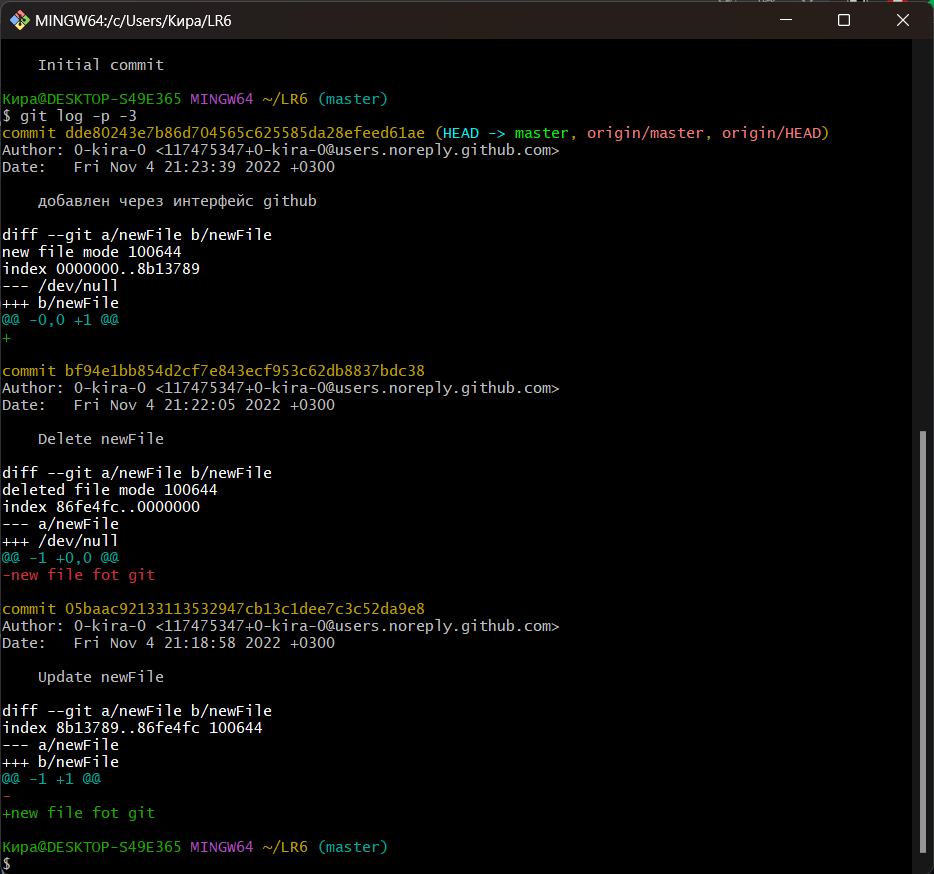 MINGW64:/c/Users/Кира/LR6
Initial commit
Кира@DESKTOP-S49E365 MINGW64 ~/LR6 (master)
$ git log -p -3
commit dde80243e7b86d704565c625585da28efeed61ae (HEAD -> master, origin/master, origin/HEAD)
Author: 0-kira-0 <117475347+0-kira-0@users.noreply.github.com>
Date:   Fri Nov 4 21:23:39 2022 +0300
добавлен через интерфейс github
diff --git a/newFile b/newFile
new file mode 100644
index 0000000..8b13789
--- /dev/null
+++ b/newFile
@@ -0,0 +1 @@
+
commit bf94e1bb854d2cf7e843ecf953c62db8837bdc38
Author: 0-kira-0 <117475347+0-kira-0@users.noreply.github.com>
Date:   Fri Nov 4 21:22:05 2022 +0300
Delete newFile
diff --git a/newFile b/newFile
deleted file mode 100644
index 86fe4fc..0000000
--- a/newFile
+++ /dev/null
@@ -1 +0,0 @@
-new file fot git
commit 05baac92133113532947cb13c1dee7c3c52da9e8
Author: 0-kira-0 <117475347+0-kira-0@users.noreply.github.com>
Date:   Fri Nov 4 21:18:58 2022 +0300
Update newFile
diff --git a/newFile b/newFile
index 8b13789..86fe4fc 100644
--- a/newFile
+++ b/newFile
@@ -1 +1 @@
-
+new file fot git
Кира@DESKTOP-S49E365 MINGW64 ~/LR6 (master)
$